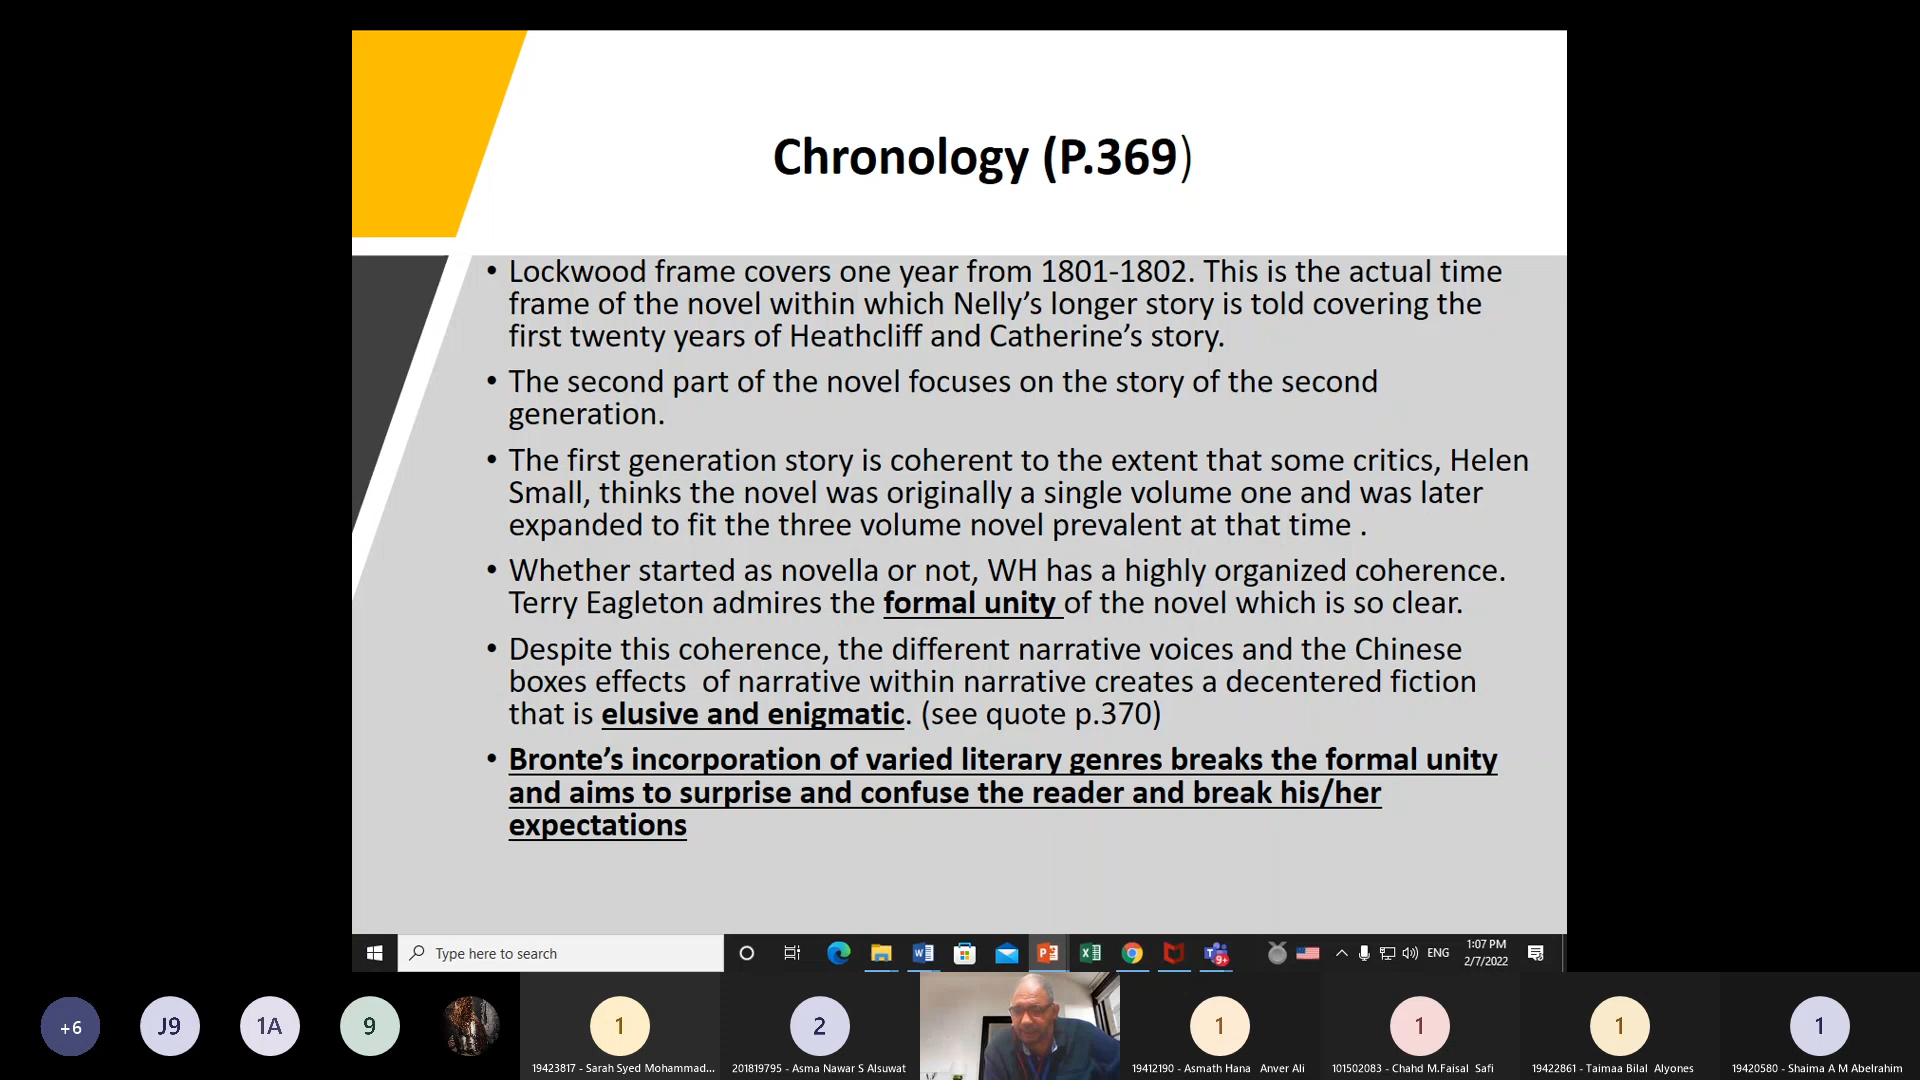 Chronology (P.369)
• Lockwood frame covers one year from 1801-1802. This is the actual time
frame of the novel within which Nelly’s longer story is told covering the
first twenty years of Heathcliff and Catherine’s story.
• The second part of the novel focuses on the story of the second
generation.
• The first generation story is coherent to the extent that some critics, Helen
Small, thinks the novel was originally a single volume one and was later
expanded to fit the three volume novel prevalent at that time .
• Whether started as novella or not, WH has a highly organized coherence.
Terry Eagleton admires the formal unity of the novel which is so clear.
• Despite this coherence, the different narrative voices and the Chinese
boxes effects of narrative within narrative creates a decentered fiction
that is elusive and enigmatic. (see quote p.370)
• Bronte’s incorporation of varied literary genres breaks the formal unity
and aims to surprise and confuse the reader and break his/her
expectations
Type here to search
9+
ENG
1:07 PM
2/7/2022
+6
J9
1A
9
1
2
1
1
1
1
19423817 - Sarah Syed Mohammad...
201819795 - Asma Nawar S Alsuwat
19412190 - Asmath Hana Anver Ali
101502083 - Chahd M.Faisal Safi
19422861 - Taimaa Bilal Alyones
19420580 - Shaima A M Abelrahim